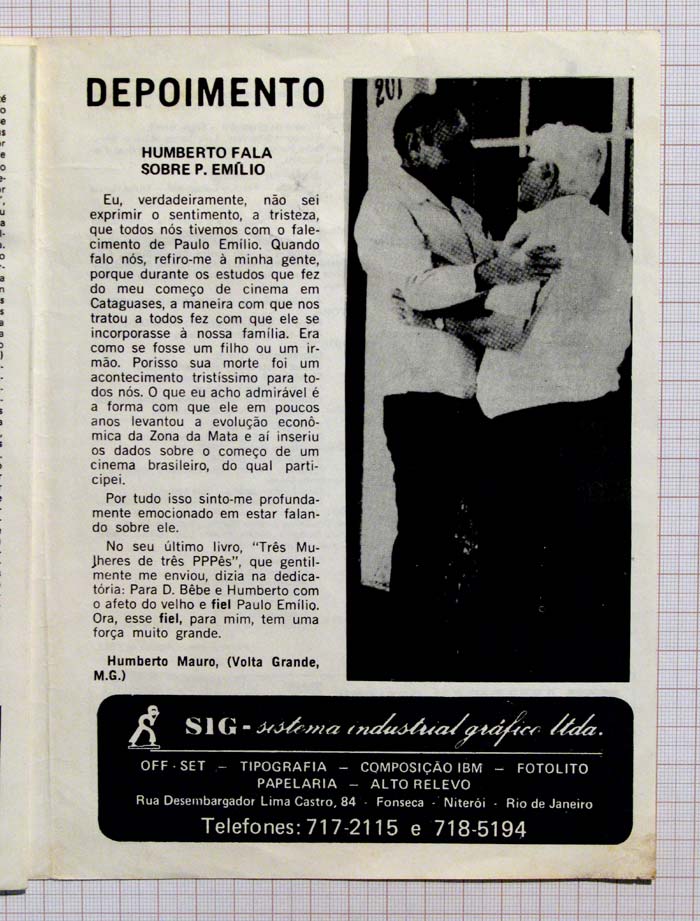 DEPOIMENTO
HUMBERTO FALA
SOBRE P. EMÍLIO
Eu, verdadeiramente, não sei
exprimir o sentimento, a tristeza,
que todos nós tivemos com o fale-
cimento de Paulo Emílio. Quando
falo nós, refiro-me à minha gente,
porque durante os estudos que fez
do meu começo de cinema em
Cataguases, a maneira com que nos
tratou a todos fez com que ele se
incorporasse à nossa família. Era
como se fosse um filho ou um ir-
mão. Porisso sua morte foi um
acontecimento tristíssimo para to-
dos nós. O que eu acho admirável é
a forma com que ele em poucos
anos levantou a evolução econô-
mica da Zona da Mata e aí inseriu
os dados sobre o começo de um
cinema brasileiro, do qual parti-
cipei.
Por tudo isso sinto-me profunda-
mente emocionado em estar falan-
do sobre ele.
No seu último livro, “Três Mu-
lheres de três PPPês”, que gentil-
mente me enviou, dizia na dedica-
tória: Para D. Bêbe e Humberto com
o afeto do velho e fiel Paulo Emílio.
Ora, esse fiel, para mim, tem uma
força muito grande.
Humberto Mauro, (Volta Grande,
M.G.)
201
SIG - sistema industrial gráfico ltda.
OFF-SET — TIPOGRAFIA — COMPOSIÇÃO IBM — FOTOLITO
PAPELARIA — ALTO RELEVO
Rua Desembargador Lima Castro, 84 - Fonseca - Niterói - Rio de Janeiro
Telefones: 717-2115 e 718-5194